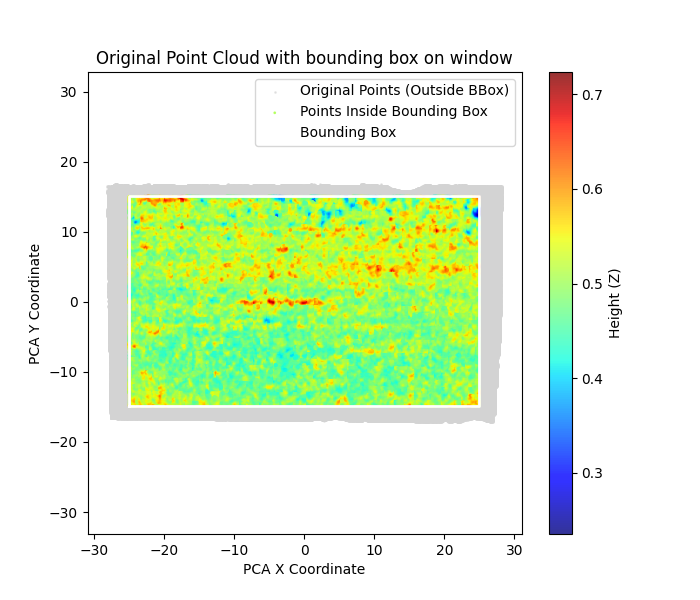 Original Point Cloud with bounding box on window
Original Points (Outside BBox)
Points Inside Bounding Box
Bounding Box
30
20
10
0
−10
−20
−30
PCA Y Coordinate
−30
−20
−10
0
10
20
30
PCA X Coordinate
0.7
0.6
0.5
0.4
0.3
Height (Z)